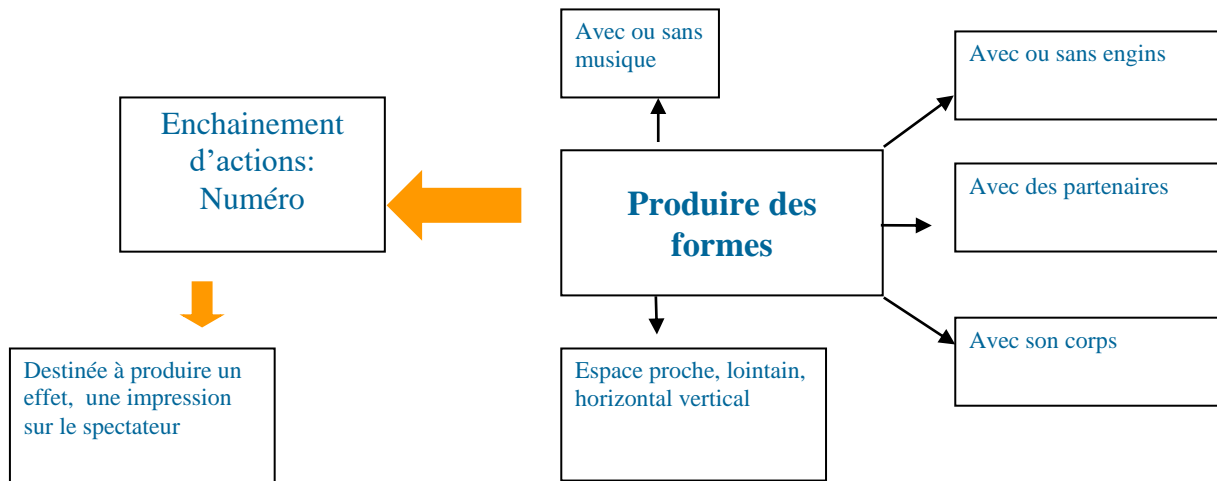 Avec ou sans
musique
Avec ou sans engins
Enchainement
d'actions:
Numéro
Produire des
formes
Avec des partenaires
Avec son corps
Destinée à produire un
effet,  une impression
sur le spectateur
Espace proche, lointain,
horizontal vertical